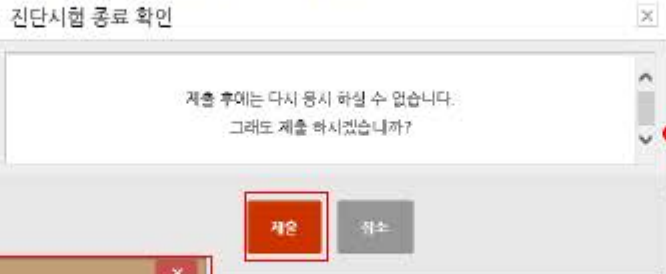 진단시험 종료 확인
제출 후에는 다시 응시 하실 수 없습니다.
그래도 제출 하시겠습니까?
제출
취소